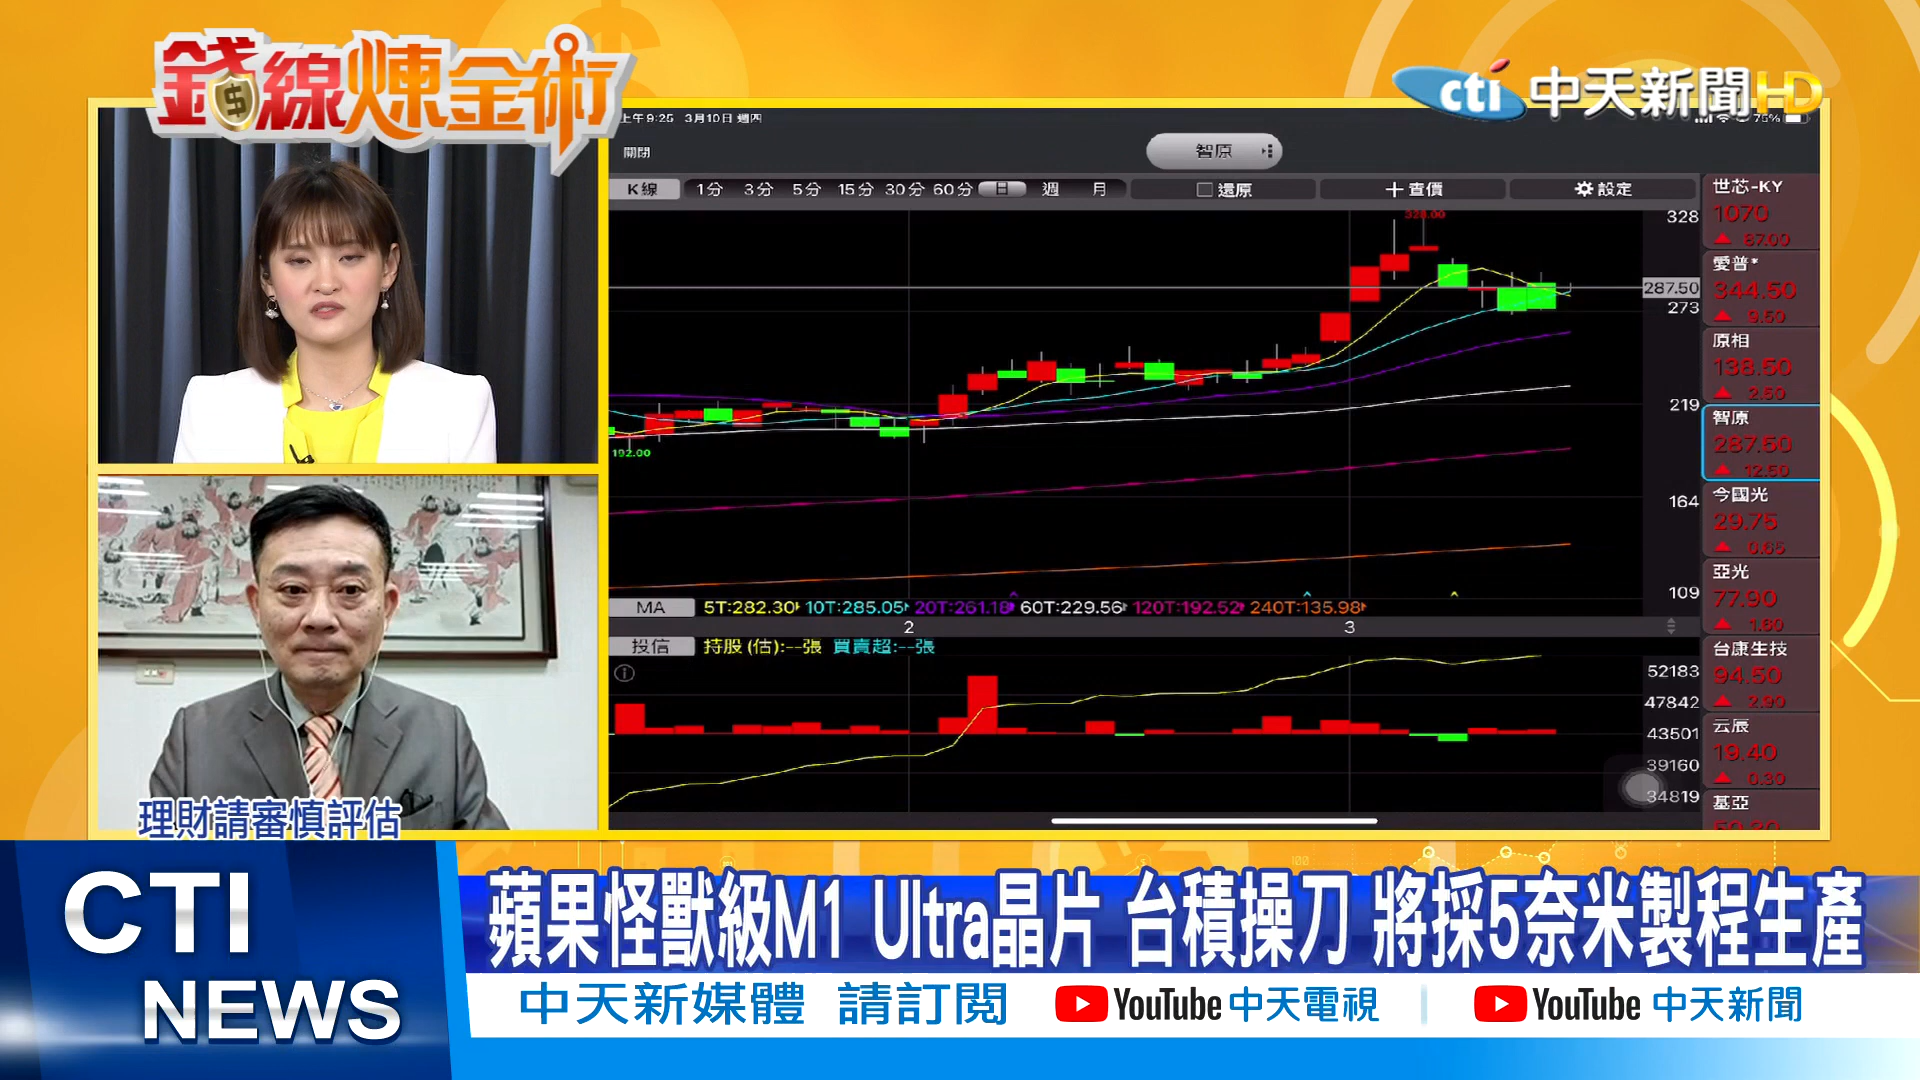 錢線煉金術
$
cti 中天新聞HD
上午9:25 3月10日 週四
75%
關閉
智原
K線 1分 3分 5分 15分 30分 60分 日 週 月 還原 查價 設定
328.00
192.00
328
287.50
273
219
164
109
MA 5T:282.30 10T:285.05 20T:261.18 60T:229.56 120T:192.52 240T:135.98
2 3
投信 持股(估):--張 買賣超:--張
52183
47842
43501
39160
34819
世芯-KY
1070
▲ 87.00
愛普*
344.50
▲ 9.50
原相
138.50
▲ 2.50
智原
287.50
▲ 12.50
今國光
29.75
▲ 0.65
亞光
77.90
▲ 1.60
台康生技
94.50
▲ 2.90
云辰
19.40
▲ 0.30
基亞
理財請審慎評估
CTI
NEWS
蘋果怪獸級M1 Ultra晶片 台積操刀 將採5奈米製程生產
中天新媒體 請訂閱 YouTube 中天電視 | YouTube 中天新聞